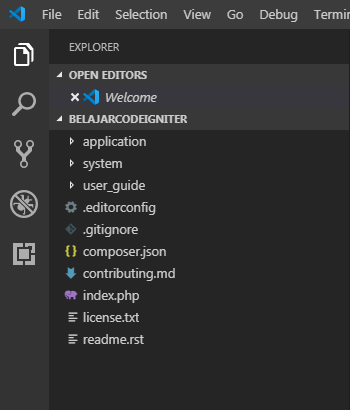 File Edit Selection View Go Debug Termin
EXPLORER
OPEN EDITORS
Welcome
BELAJARCODEIGNITER
application
system
user_guide
.editorconfig
.gitignore
composer.json
contributing.md
index.php
license.txt
readme.rst